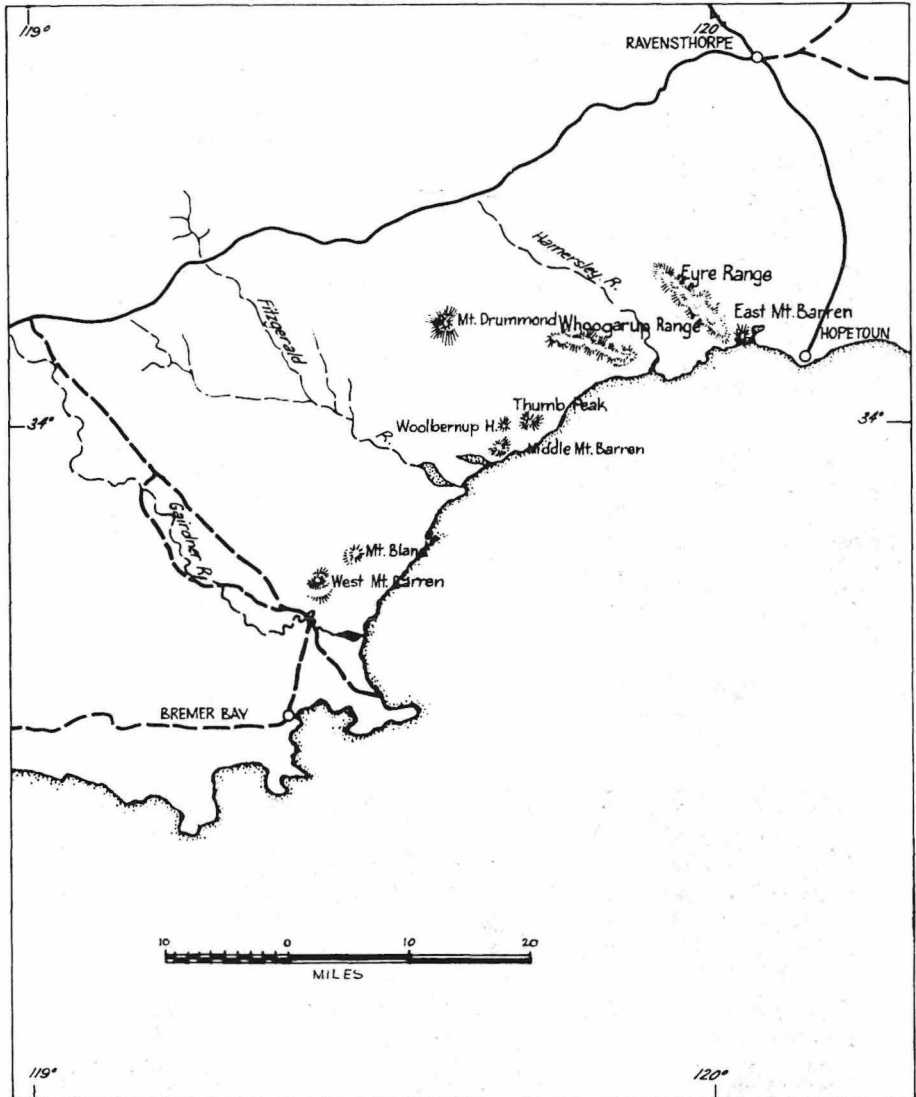 119°
120°
RAVENSTHORPE
Hamersley R.
Eyre Range
Fitzgerald
R.
Mt. Drummond
Whoogarup Range
East Mt. Barren
HOPETOUN
34°
34°
Thumb Peak
Woolbernup H.
Middle Mt. Barren
Gairdner R.
Mt. Bland
West Mt. Barren
BREMER BAY
10 0 10 20
MILES
119°
120°